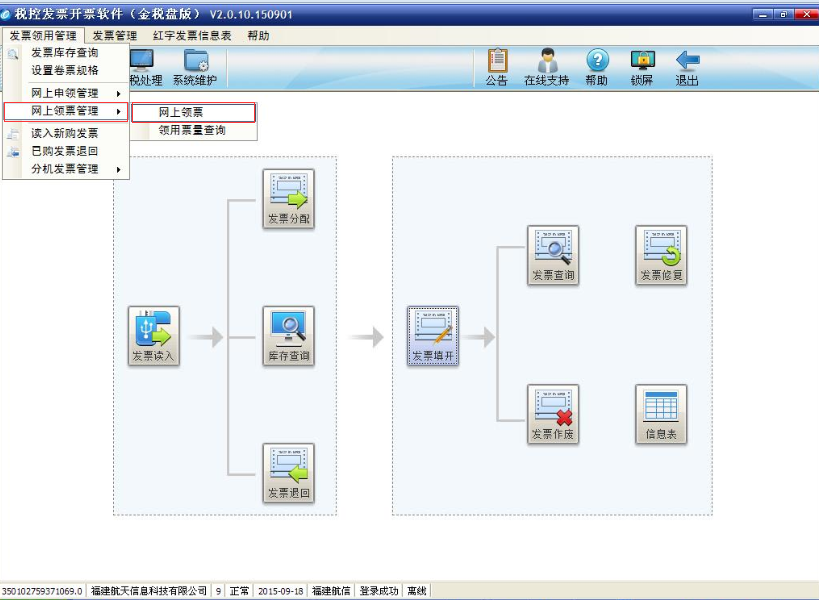 税控发票开票软件（金税盘版） V2.0.10.150901
发票领用管理 发票管理 红字发票信息表 帮助
发票库存查询
设置卷票规格
网上申领管理
网上领票管理
读入新购发票
已购发票退回
分机发票管理
网上领票
领用票量查询
税处理 系统维护 公告 在线支持 帮助 锁屏 退出
发票分配
发票查询 发票修复
发票读入 库存查询 发票填开
发票作废 信息表
发票退回
350102759371069.0 福建航天信息科技有限公司 9 正常 2015-09-18 福建航信 登录成功 离线